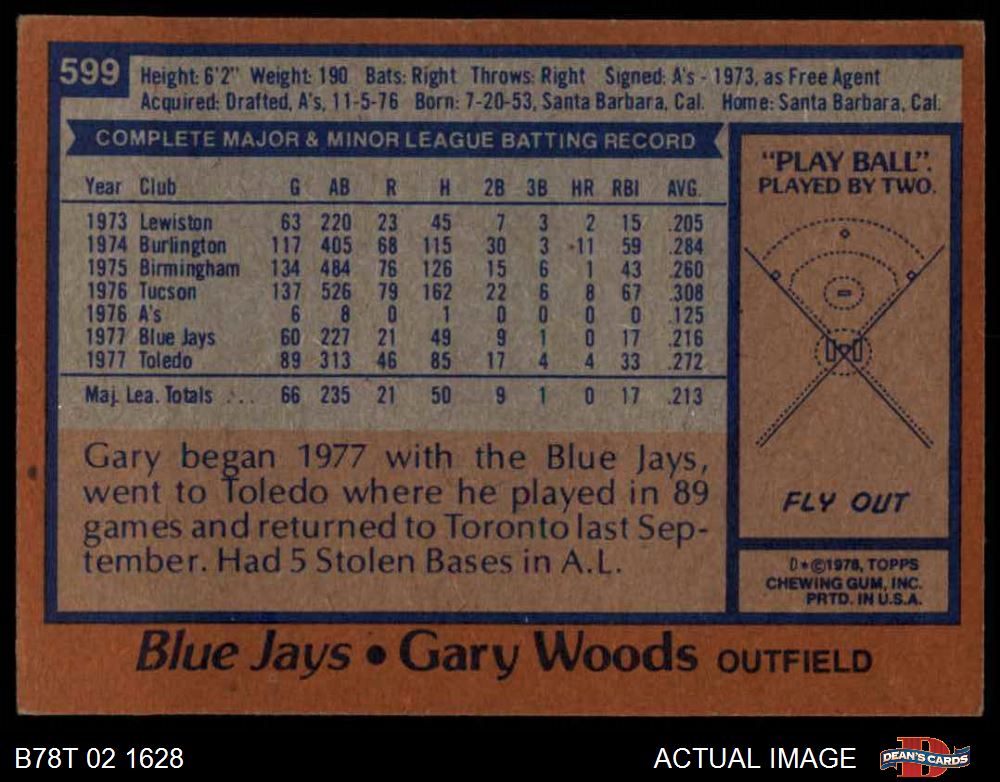 599
Height: 6'2" Weight: 190 Bats: Right Throws: Right Signed: A's - 1973, as Free Agent
Acquired: Drafted, A's, 11-5-76 Born: 7-20-53, Santa Barbara, Cal. Home: Santa Barbara, Cal.
COMPLETE MAJOR & MINOR LEAGUE BATTING RECORD
Year Club G AB R H 2B 3B HR RBI AVG.
1973 Lewiston 63 220 23 45 7 3 2 15 .205
1974 Burlington 117 405 68 115 30 3 11 59 .284
1975 Birmingham 134 484 76 126 15 6 1 43 .260
1976 Tucson 137 526 79 162 22 6 8 67 .308
1976 A's 6 8 0 1 0 0 0 0 .125
1977 Blue Jays 60 227 21 49 9 1 0 17 .216
1977 Toledo 89 313 46 85 17 4 4 33 .272
Maj. Lea. Totals ... 66 235 21 50 9 1 0 17 .213
Gary began 1977 with the Blue Jays,
went to Toledo where he played in 89
games and returned to Toronto last Sep-
tember. Had 5 Stolen Bases in A.L.
"PLAY BALL".
PLAYED BY TWO.
FLY OUT
D*©1978, TOPPS
CHEWING GUM, INC.
PRTD. IN U.S.A.
Blue Jays • Gary Woods OUTFIELD
B78T 02 1628
ACTUAL IMAGE
DEAN'S CARDS